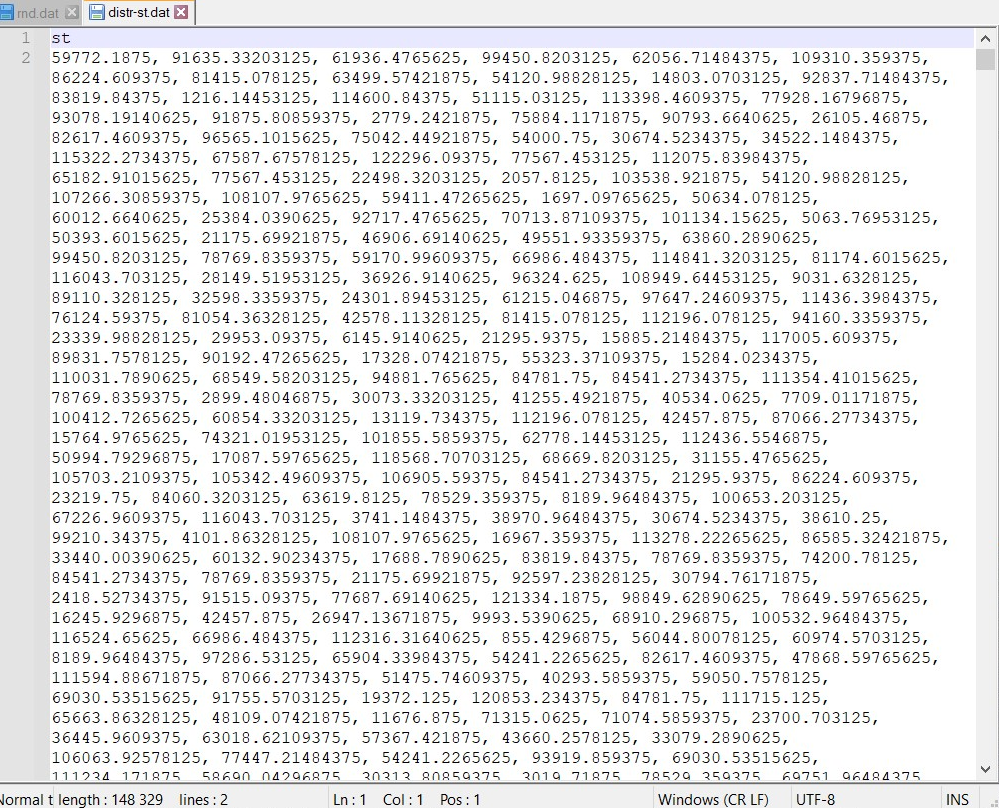 rnd.dat distr-st.dat
1 st
2 59772.1875, 91635.33203125, 61936.4765625, 99450.8203125, 62056.71484375, 109310.359375,
86224.609375, 81415.078125, 63499.57421875, 54120.98828125, 14803.0703125, 92837.71484375,
83819.84375, 1216.14453125, 114600.84375, 51115.03125, 113398.4609375, 77928.16796875,
93078.19140625, 91875.80859375, 2779.2421875, 75884.1171875, 90793.6640625, 26105.46875,
82617.4609375, 96565.1015625, 75042.44921875, 54000.75, 30674.5234375, 34522.1484375,
115322.2734375, 67587.67578125, 122296.09375, 77567.453125, 112075.83984375,
65182.91015625, 77567.453125, 22498.3203125, 2057.8125, 103538.921875, 54120.98828125,
107266.30859375, 108107.9765625, 59411.47265625, 1697.09765625, 50634.078125,
60012.6640625, 25384.0390625, 92717.4765625, 70713.87109375, 101134.15625, 5063.76953125,
50393.6015625, 21175.69921875, 46906.69140625, 49551.93359375, 63860.2890625,
99450.8203125, 78769.8359375, 59170.99609375, 66986.484375, 114841.3203125, 81174.6015625,
116043.703125, 28149.51953125, 36926.9140625, 96324.625, 108949.64453125, 9031.6328125,
89110.328125, 32598.3359375, 24301.89453125, 61215.046875, 97647.24609375, 11436.3984375,
76124.59375, 81054.36328125, 42578.11328125, 81415.078125, 112196.078125, 94160.3359375,
23339.98828125, 29953.09375, 6145.9140625, 21295.9375, 15885.21484375, 117005.609375,
89831.7578125, 90192.47265625, 17328.07421875, 55323.37109375, 15284.0234375,
110031.7890625, 68549.58203125, 94881.765625, 84781.75, 84541.2734375, 111354.41015625,
78769.8359375, 2899.48046875, 30073.33203125, 41255.4921875, 40534.0625, 7709.01171875,
100412.7265625, 60854.33203125, 13119.734375, 112196.078125, 42457.875, 87066.27734375,
15764.9765625, 74321.01953125, 101855.5859375, 62778.14453125, 112436.5546875,
50994.79296875, 17087.59765625, 118568.70703125, 68669.8203125, 31155.4765625,
105703.2109375, 105342.49609375, 106905.59375, 84541.2734375, 21295.9375, 86224.609375,
23219.75, 84060.3203125, 63619.8125, 78529.359375, 8189.96484375, 100653.203125,
67226.9609375, 116043.703125, 3741.1484375, 38970.96484375, 30674.5234375, 38610.25,
99210.34375, 4101.86328125, 108107.9765625, 16967.359375, 113278.22265625, 86585.32421875,
33440.00390625, 60132.90234375, 17688.7890625, 83819.84375, 78769.8359375, 74200.78125,
84541.2734375, 78769.8359375, 21175.69921875, 92597.23828125, 30794.76171875,
2418.52734375, 91515.09375, 77687.69140625, 121334.1875, 98849.62890625, 78649.59765625,
16245.9296875, 42457.875, 26947.13671875, 9993.5390625, 68910.296875, 100532.96484375,
116524.65625, 66986.484375, 112316.31640625, 855.4296875, 56044.80078125, 60974.5703125,
8189.96484375, 97286.53125, 65904.33984375, 54241.2265625, 82617.4609375, 47868.59765625,
111594.88671875, 87066.27734375, 51475.74609375, 40293.5859375, 59050.7578125,
69030.53515625, 91755.5703125, 19372.125, 120853.234375, 84781.75, 111715.125,
65663.86328125, 48109.07421875, 11676.875, 71315.0625, 71074.5859375, 23700.703125,
36445.9609375, 63018.62109375, 57367.421875, 43660.2578125, 33079.2890625,
106063.92578125, 77447.21484375, 54241.2265625, 93919.859375, 69030.53515625,
111234.171875, 58690.04296875, 30313.80859375, 3019.71875, 78529.359375, 69751.96484375,
Normal t length : 148 329 lines : 2 Ln : 1 Col : 1 Pos : 1 Windows (CR LF) UTF-8 INS